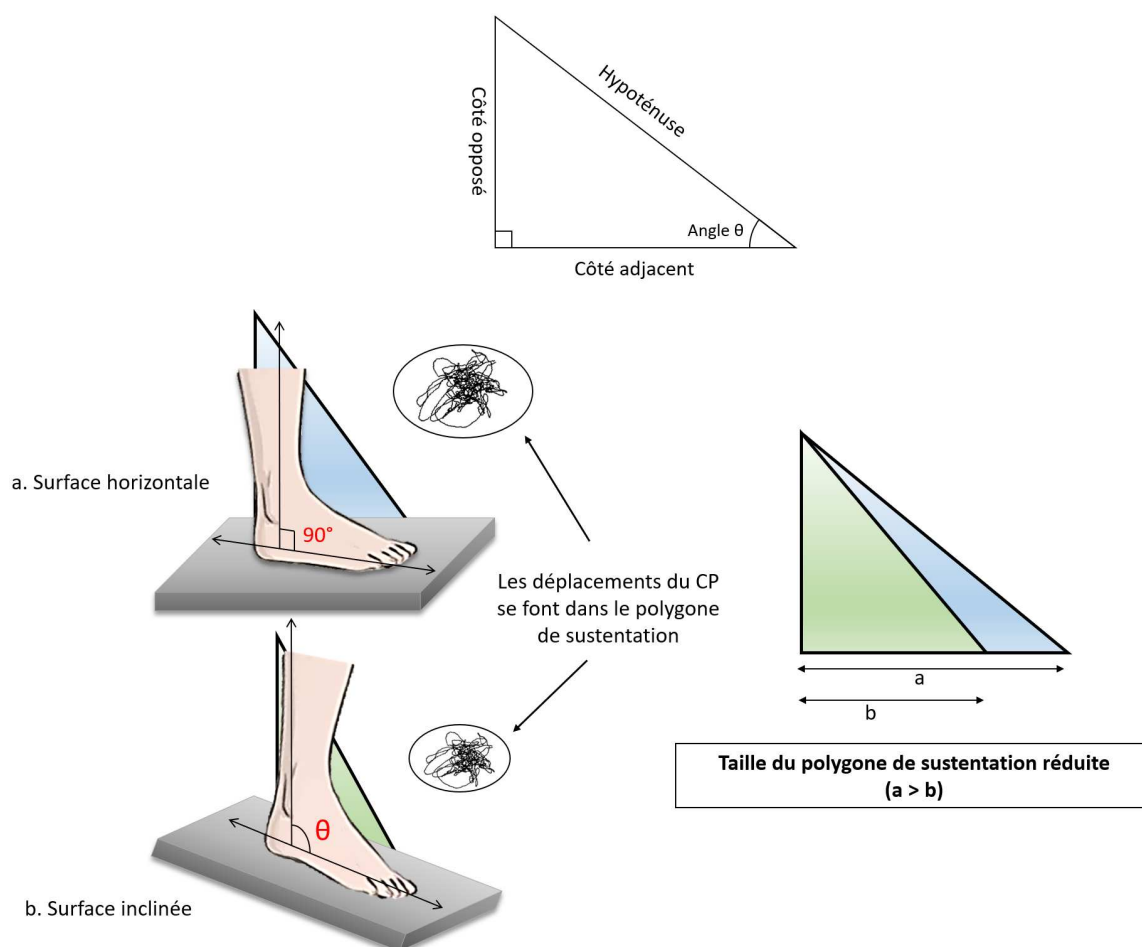 Hypoténuse
Côté opposé
Angle θ
Côté adjacent
a. Surface horizontale
90°
Les déplacements du CP
se font dans le polygone
de sustentation
a
b
Taille du polygone de sustentation réduite
(a > b)
θ
b. Surface inclinée